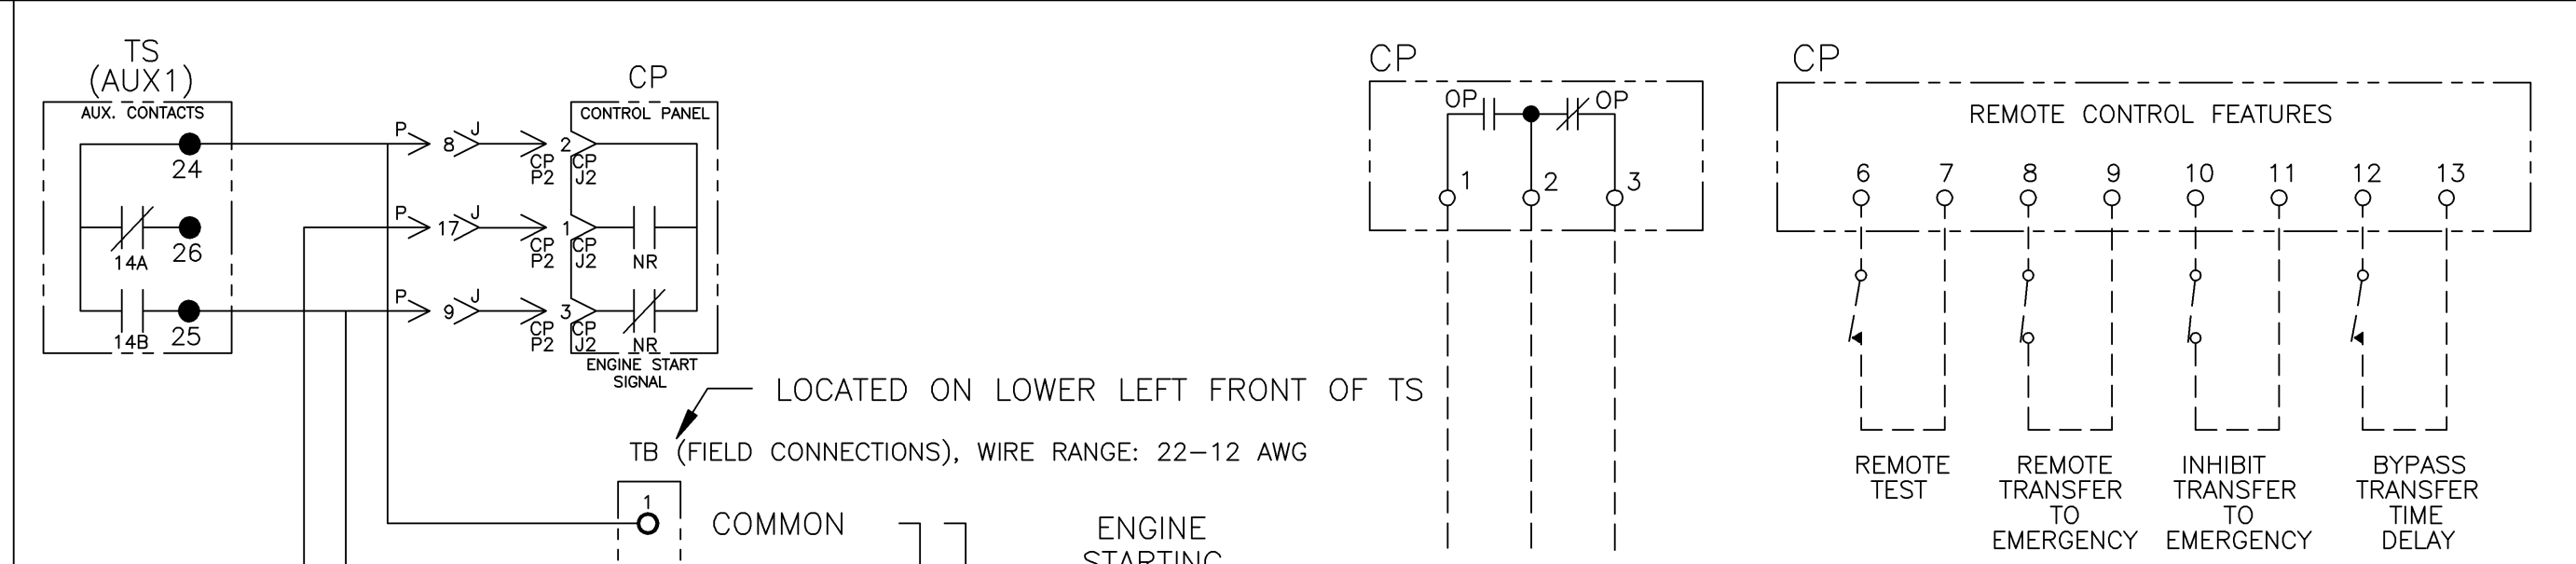 TS
(AUX1)
AUX. CONTACTS
24
26
14A
25
14B
P
8
J
CP
P2
P
17
J
CP
P2
P
9
J
CP
P2
CP
CONTROL PANEL
2
CP
J2
1
CP
J2
NR
3
CP
J2
NR
ENGINE START
SIGNAL
LOCATED ON LOWER LEFT FRONT OF TS
TB (FIELD CONNECTIONS), WIRE RANGE: 22-12 AWG
1
COMMON
ENGINE
STARTING
CP
OP
OP
1
2
3
CP
REMOTE CONTROL FEATURES
6 7 8 9 10 11 12 13
REMOTE
TEST
REMOTE
TRANSFER
TO
EMERGENCY
INHIBIT
TRANSFER
TO
EMERGENCY
BYPASS
TRANSFER
TIME
DELAY